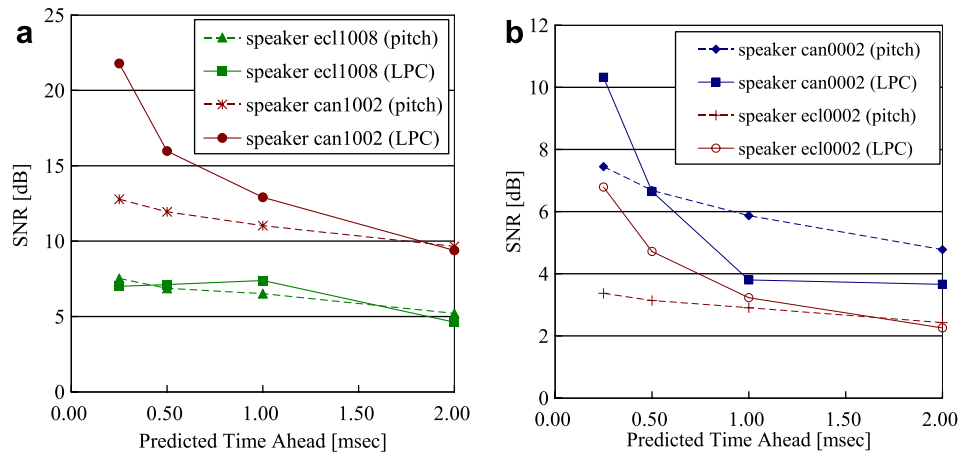 a
speaker ecl1008 (pitch)
speaker ecl1008 (LPC)
speaker can1002 (pitch)
speaker can1002 (LPC)
SNR [dB]
25
20
15
10
5
0
0.00 0.50 1.00 1.50 2.00
Predicted Time Ahead [msec]
b
speaker can0002 (pitch)
speaker can0002 (LPC)
speaker ecl0002 (pitch)
speaker ecl0002 (LPC)
SNR [dB]
12
10
8
6
4
2
0
0.00 0.50 1.00 1.50 2.00
Predicted Time Ahead [msec]